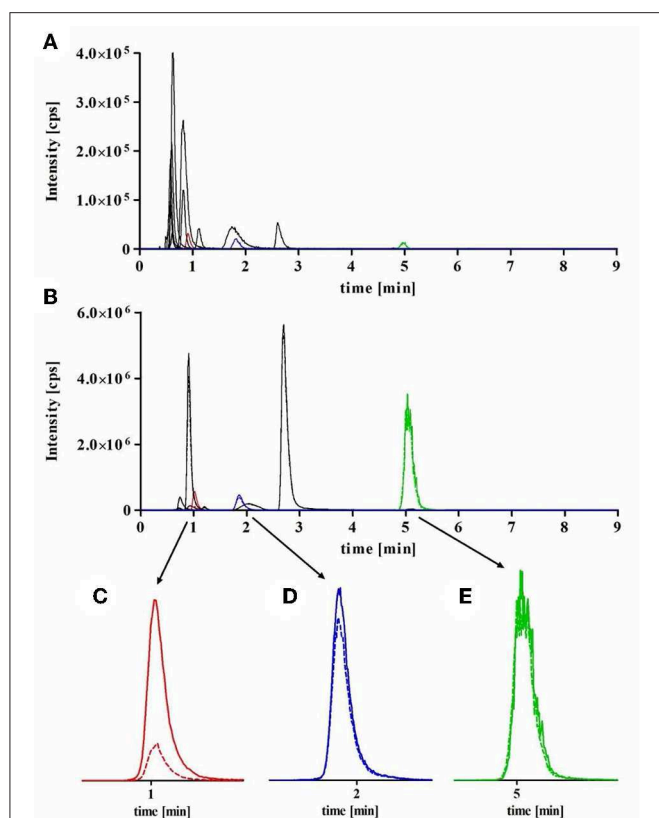 A
Intensity [cps]
4.0×10⁵
3.0×10⁵
2.0×10⁵
1.0×10⁵
0
0 1 2 3 4 5 6 7 8 9
time [min]
B
Intensity [cps]
6.0×10⁶
4.0×10⁶
2.0×10⁶
0
0 1 2 3 4 5 6 7 8 9
time [min]
C D E
1 2 5
time [min] time [min] time [min]